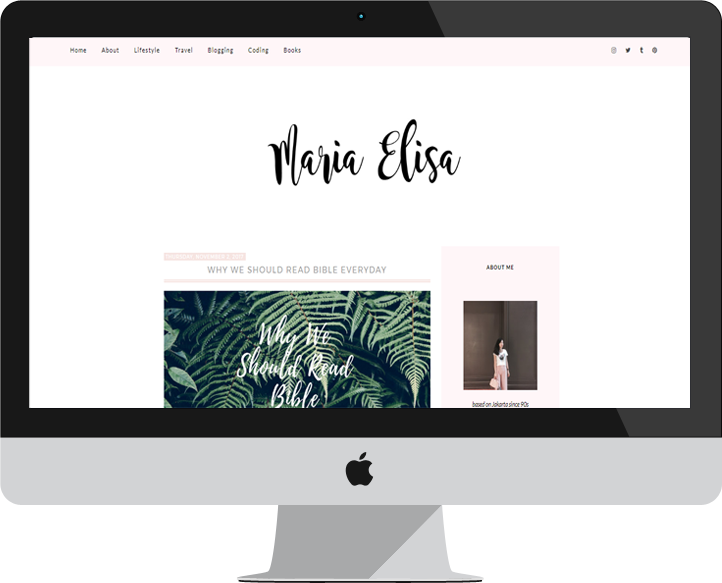 Home About Lifestyle Travel Blogging Coding Books
Maria Elisa
WHY WE SHOULD READ BIBLE EVERYDAY
ABOUT ME
Why We
Should Read
Bible
based on Jakarta since 90s